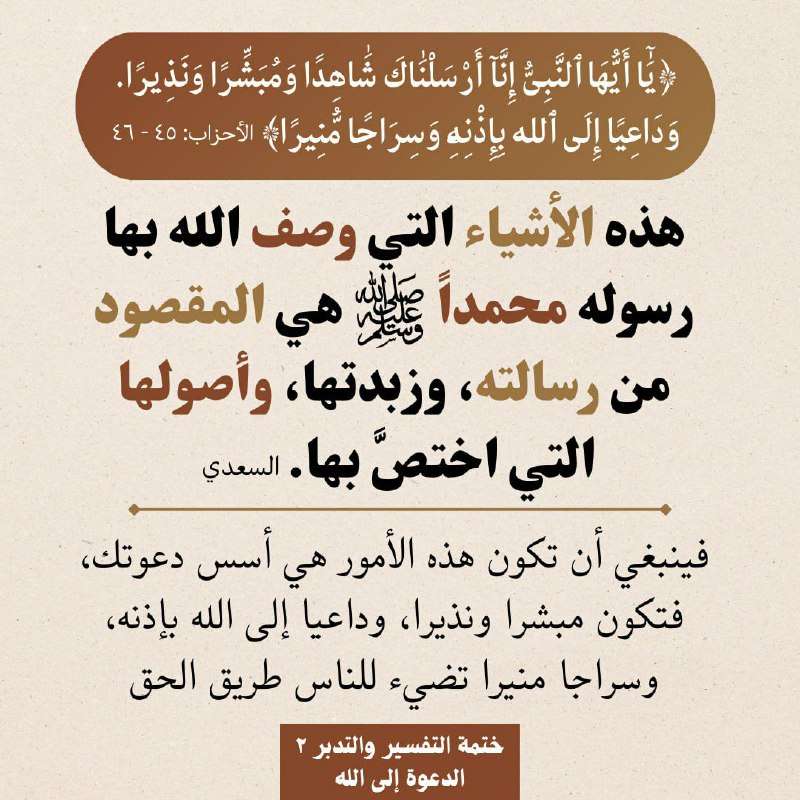 ﴿يَٰٓا أَيُّهَا ٱلنَّبِىُّ إِنَّآ أَرْسَلْنَٰاكَ شَٰاهِدًا وَمُبَشِّرًا وَنَذِيرًا.
وَدَاعِيًا إِلَى ٱلله بِإِذْنِهِۦ وَسِرَاجًا مُّنِيرًا﴾ الأحزاب: ٤٥ - ٤٦
هذه الأشياء التي وصف الله بها
رسوله محمداً ﷺ هي المقصود
من رسالته، وزبدتها، وأصولها
التي اختصَّ بها. السعدي
فينبغي أن تكون هذه الأمور هي أسس دعوتك،
فتكون مبشرا ونذيرا، وداعيا إلى الله بإذنه،
وسراجا منيرا تضيء للناس طريق الحق
ختمة التفسير والتدبر ٢
الدعوة إلى الله